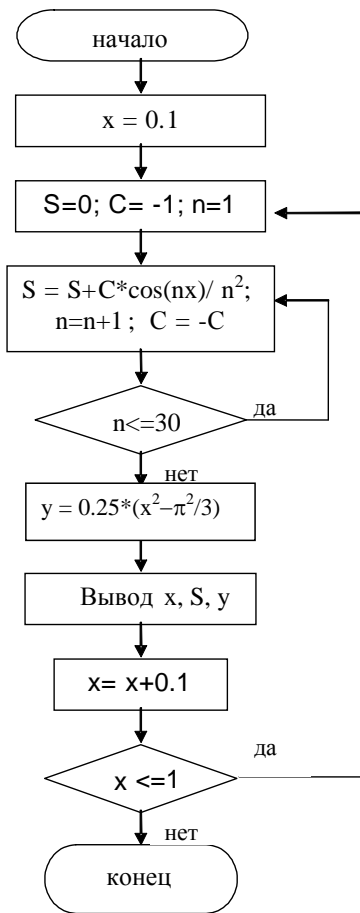 начало
x = 0.1
S=0; C= -1; n=1
S = S+C*cos(nx)/ n²;
n=n+1 ; C = -C
n<=30
да
нет
y = 0.25*(x²−π²/3)
Вывод x, S, y
x= x+0.1
да
x <=1
нет
конец